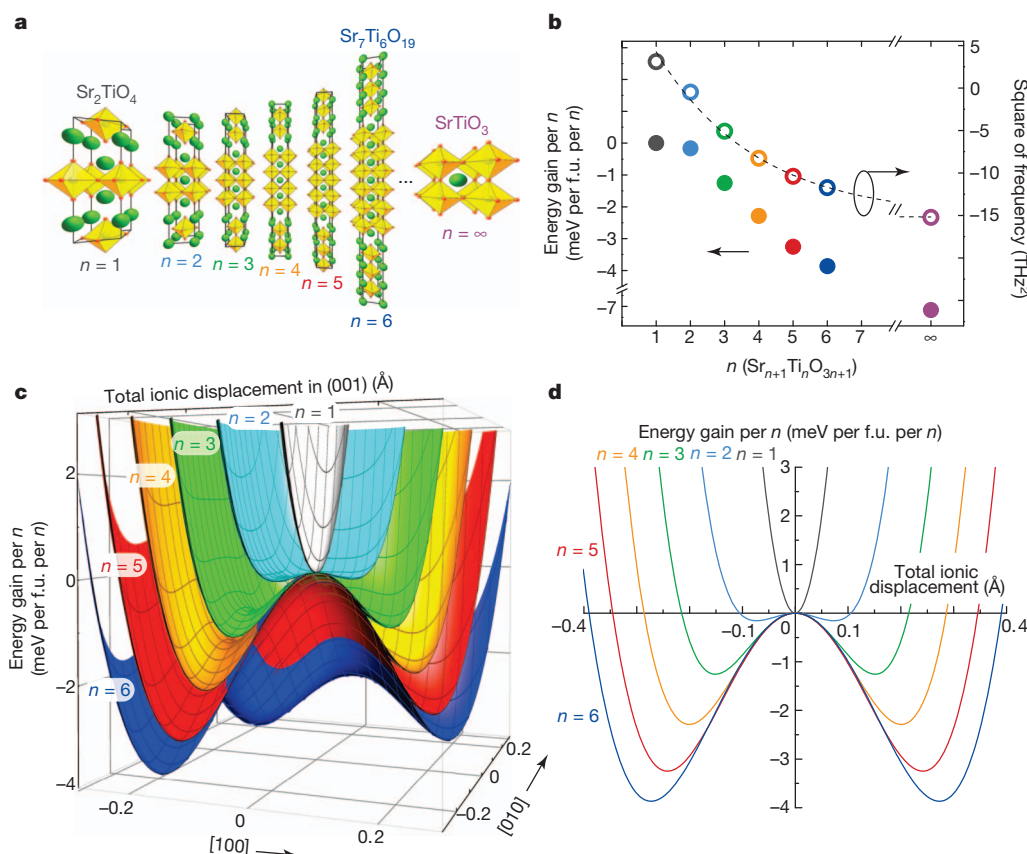 a
Sr2TiO4
Sr7Ti6O19
SrTiO3
...
n = 1
n = 2
n = 3
n = 4
n = 5
n = 6
n = ∞
b
Energy gain per n
(meV per f.u. per n)
0
−1
−2
−3
−4
−7
5
0
−5
−10
−15
Square of frequency (THz²)
1 2 3 4 5 6 7 ∞
n (Srn+1TinO3n+1)
c
Total ionic displacement in (001) (Å)
n = 1
n = 2
n = 3
n = 4
n = 5
n = 6
Energy gain per n
(meV per f.u. per n)
2
0
−2
−4
−0.2 0 0.2
[100]
−0.2 0 0.2
[010]
d
Energy gain per n (meV per f.u. per n)
n = 4 n = 3 n = 2 n = 1
n = 5
n = 6
3
2
1
Total ionic
displacement (Å)
−0.4 −0.1 0 0.1 0.4
−1
−2
−3
−4